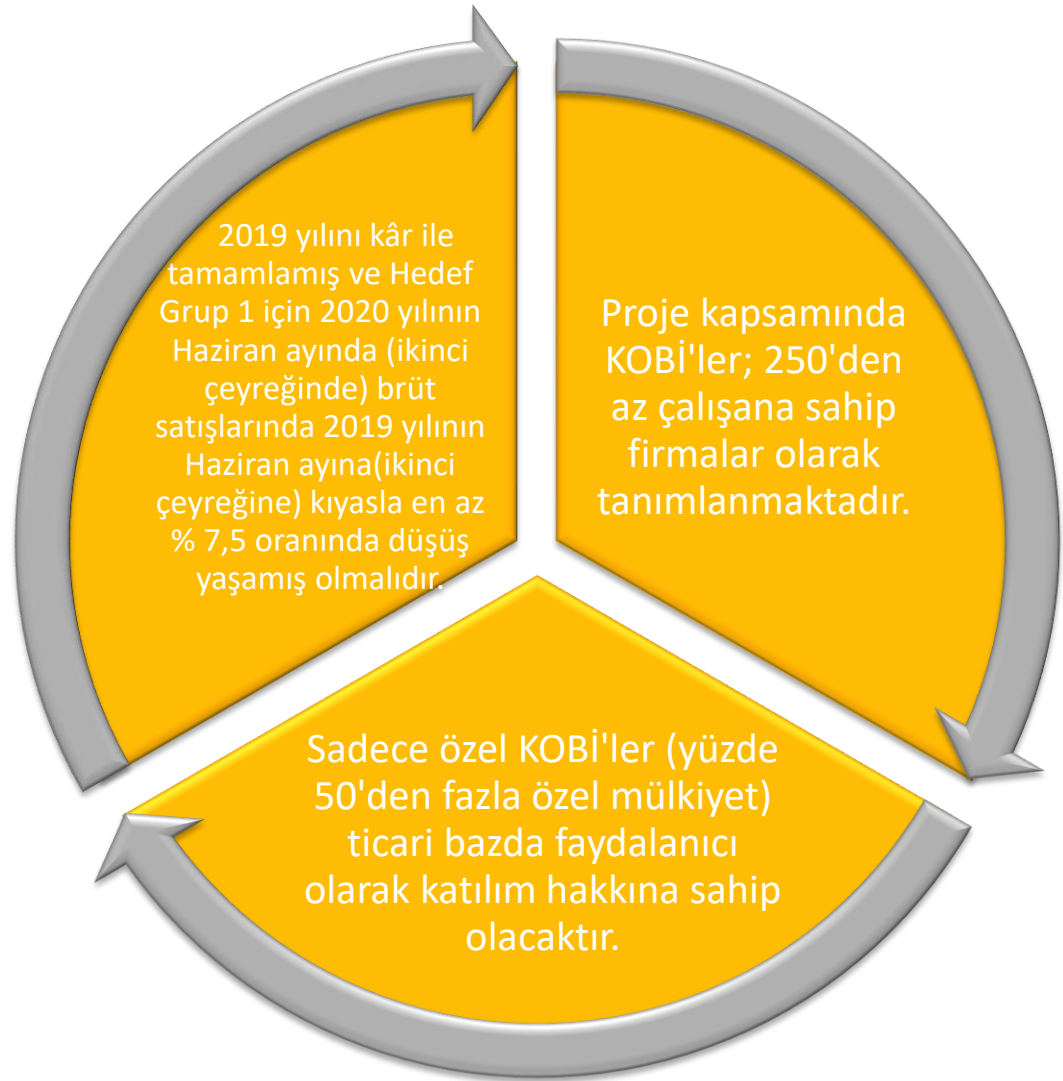 2019 yılını kâr ile
tamamlamış ve Hedef
Grup 1 için 2020 yılının
Haziran ayında (ikinci
çeyreğinde) brüt
satışlarında 2019 yılının
Haziran ayına(ikinci
çeyreğine) kıyasla en az
% 7,5 oranında düşüş
yaşamış olmalıdır.
Proje kapsamında
KOBİ'ler; 250'den
az çalışana sahip
firmalar olarak
tanımlanmaktadır.
Sadece özel KOBİ'ler (yüzde
50'den fazla özel mülkiyet)
ticari bazda faydalanıcı
olarak katılım hakkına sahip
olacaktır.